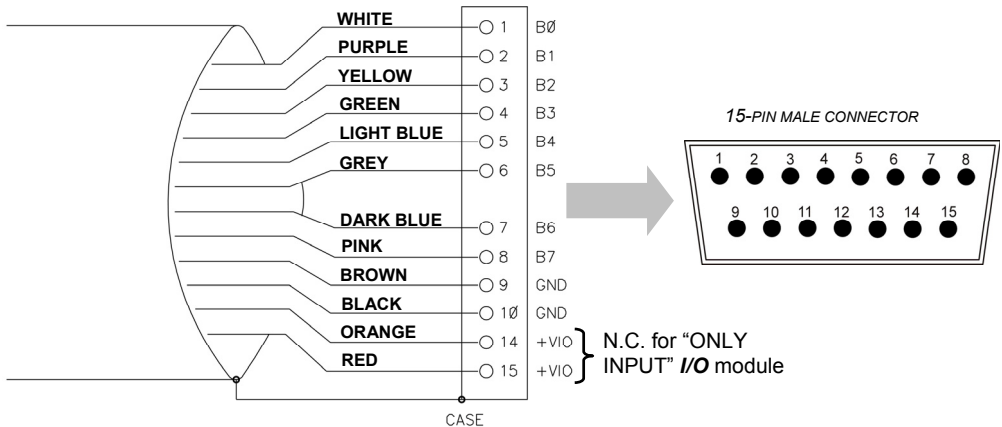 WHITE 1 BØ
PURPLE 2 B1
YELLOW 3 B2
GREEN 4 B3
LIGHT BLUE 5 B4
GREY 6 B5
DARK BLUE 7 B6
PINK 8 B7
BROWN 9 GND
BLACK 1Ø GND
ORANGE 14 +VIO
RED 15 +VIO
N.C. for “ONLY
INPUT” I/O module
CASE
15-PIN MALE CONNECTOR
1 2 3 4 5 6 7 8
9 10 11 12 13 14 15